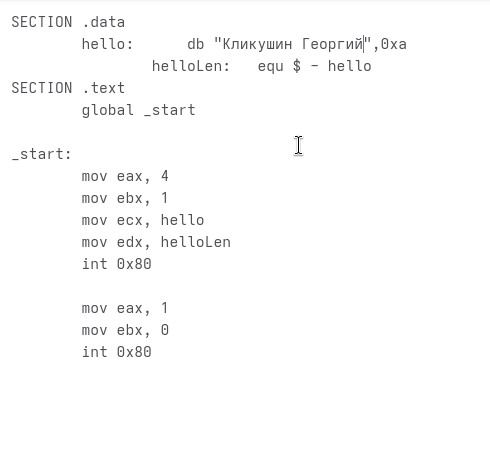 SECTION .data
hello: db "Кликушин Георгий",0xa
helloLen: equ $ - hello
SECTION .text
global _start
_start:
mov eax, 4
mov ebx, 1
mov ecx, hello
mov edx, helloLen
int 0x80
mov eax, 1
mov ebx, 0
int 0x80